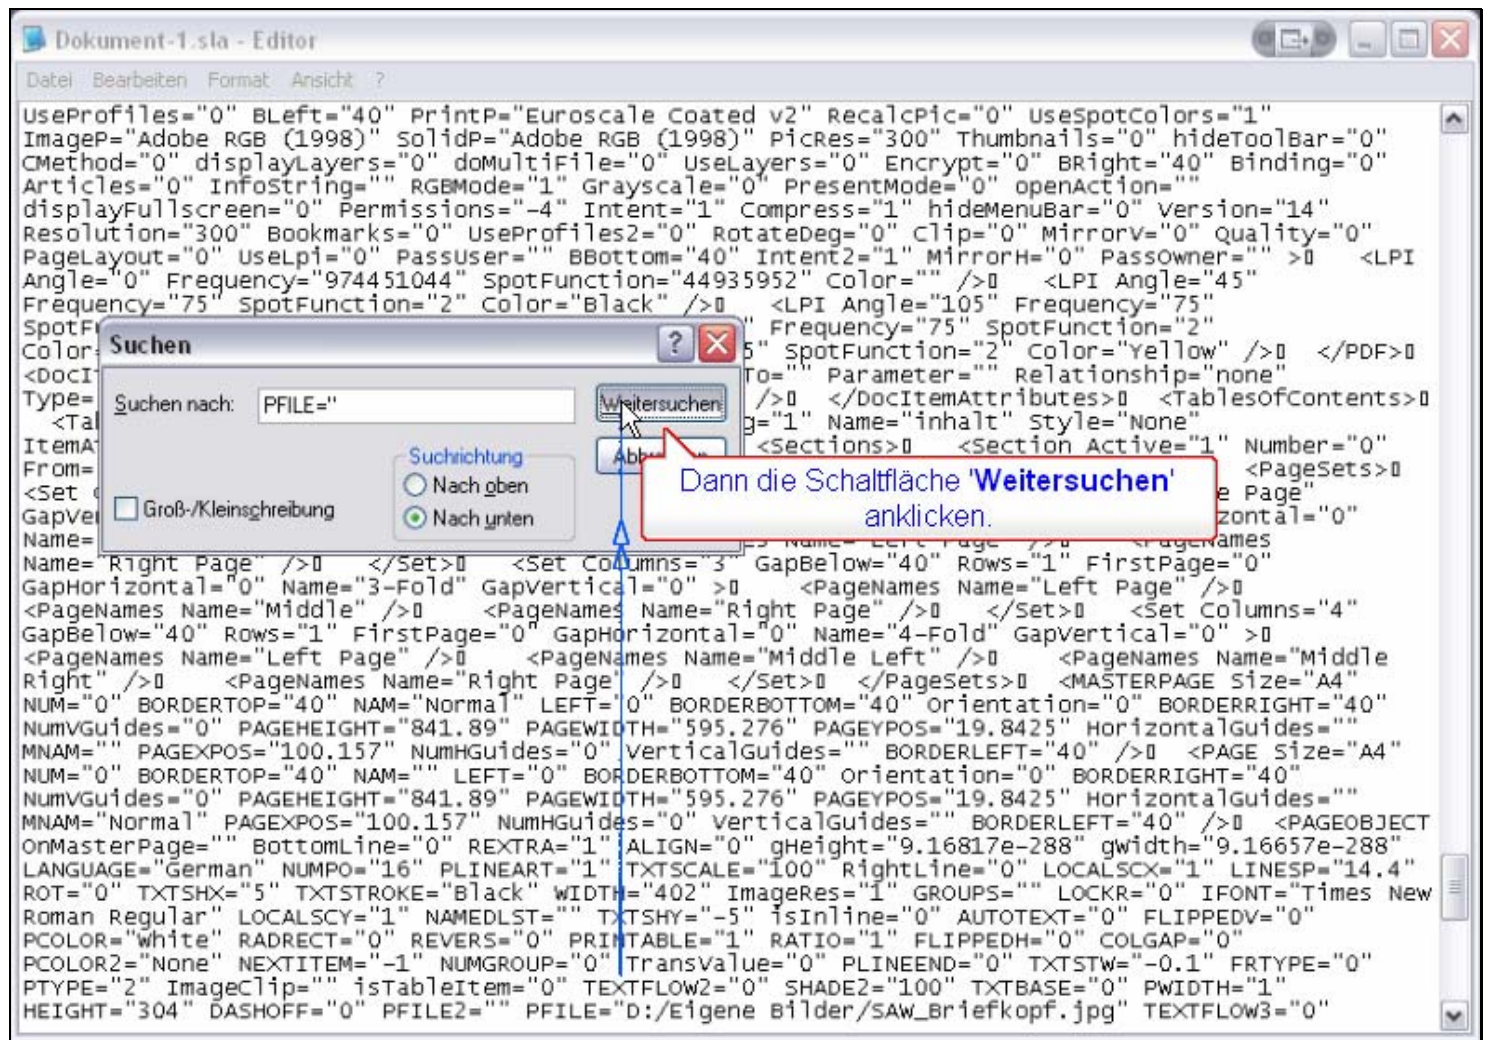 Dokument-1.sla - Editor
Datei Bearbeiten Format Ansicht ?
UseProfiles="0" BLeft="40" PrintP="Euroscale Coated v2" RecalcPic="0" UseSpotColors="1"
ImageP="Adobe RGB (1998)" SolidP="Adobe RGB (1998)" PicRes="300" Thumbnails="0" hideToolBar="0"
CMethod="0" displayLayers="0" doMultiFile="0" UseLayers="0" Encrypt="0" BRight="40" Binding="0"
Articles="0" InfoString="" RGBMode="1" Grayscale="0" PresentMode="0" openAction=""
displayFullscreen="0" Permissions="-4" Intent="1" Compress="1" hideMenuBar="0" Version="14"
Resolution="300" Bookmarks="0" UseProfiles2="0" RotateDeg="0" Clip="0" MirrorV="0" Quality="0"
PageLayout="0" UseLpi="0" PassUser="" BBottom="40" Intent2="1" MirrorH="0" PassOwner="" >▯ <LPI
Angle="0" Frequency="974451044" SpotFunction="44935952" Color="" />▯ <LPI Angle="45"
Frequency="75" SpotFunction="2" Color="Black" />▯ <LPI Angle="105" Frequency="75"
SpotF " Frequency="75" SpotFunction="2"
Color= 5" SpotFunction="2" Color="Yellow" />▯ </PDF>▯
<DocIt To="" Parameter="" Relationship="none"
Type= />▯ </DocItemAttributes>▯ <TablesOfContents>▯
<Tab g="1" Name="inhalt" Style="None"
ItemA <Sections>▯ <Section Active="1" Number="0"
From= <PageSets>▯
<Set e Page"
GapVe zontal="0"
Name= Name="Left Page" />▯ <PageNames
Suchen
Suchen nach: PFILE="
Weitersuchen
Suchrichtung
Nach oben
Nach unten
Groß-/Kleinschreibung
Dann die Schaltfläche 'Weitersuchen'
anklicken.
Name="Right Page" />▯ </Set>▯ <Set Columns="3" GapBelow="40" Rows="1" FirstPage="0"
GapHorizontal="0" Name="3-Fold" GapVertical="0" >▯ <PageNames Name="Left Page" />▯
<PageNames Name="Middle" />▯ <PageNames Name="Right Page" />▯ </Set>▯ <Set Columns="4"
GapBelow="40" Rows="1" FirstPage="0" GapHorizontal="0" Name="4-Fold" GapVertical="0" >▯
<PageNames Name="Left Page" />▯ <PageNames Name="Middle Left" />▯ <PageNames Name="Middle
Right" />▯ <PageNames Name="Right Page" />▯ </Set>▯ </PageSets>▯ <MASTERPAGE Size="A4"
NUM="0" BORDERTOP="40" NAM="Normal" LEFT="0" BORDERBOTTOM="40" Orientation="0" BORDERRIGHT="40"
NumVGuides="0" PAGEHEIGHT="841.89" PAGEWIDTH="595.276" PAGEYPOS="19.8425" HorizontalGuides=""
MNAM="" PAGEXPOS="100.157" NumHGuides="0" VerticalGuides="" BORDERLEFT="40" />▯ <PAGE Size="A4"
NUM="0" BORDERTOP="40" NAM="" LEFT="0" BORDERBOTTOM="40" Orientation="0" BORDERRIGHT="40"
NumVGuides="0" PAGEHEIGHT="841.89" PAGEWIDTH="595.276" PAGEYPOS="19.8425" HorizontalGuides=""
MNAM="Normal" PAGEXPOS="100.157" NumHGuides="0" VerticalGuides="" BORDERLEFT="40" />▯ <PAGEOBJECT
OnMasterPage="" BottomLine="0" REXTRA="1" ALIGN="0" gHeight="9.16817e-288" gWidth="9.16657e-288"
LANGUAGE="German" NUMPO="16" PLINEART="1" TXTSCALE="100" RightLine="0" LOCALSCX="1" LINESP="14.4"
ROT="0" TXTSHX="5" TXTSTROKE="Black" WIDTH="402" ImageRes="1" GROUPS="" LOCKR="0" IFONT="Times New
Roman Regular" LOCALSCY="1" NAMEDLST="" TXTSHY="-5" isInline="0" AUTOTEXT="0" FLIPPEDV="0"
PCOLOR="White" RADRECT="0" REVERS="0" PRINTABLE="1" RATIO="1" FLIPPEDH="0" COLGAP="0"
PCOLOR2="None" NEXTITEM="-1" NUMGROUP="0" TransValue="0" PLINEEND="0" TXTSTW="-0.1" FRTYPE="0"
PTYPE="2" ImageClip="" isTableItem="0" TEXTFLOW2="0" SHADE2="100" TXTBASE="0" PWIDTH="1"
HEIGHT="304" DASHOFF="0" PFILE2="" PFILE="D:/Eigene Bilder/SAW_Briefkopf.jpg" TEXTFLOW3="0"